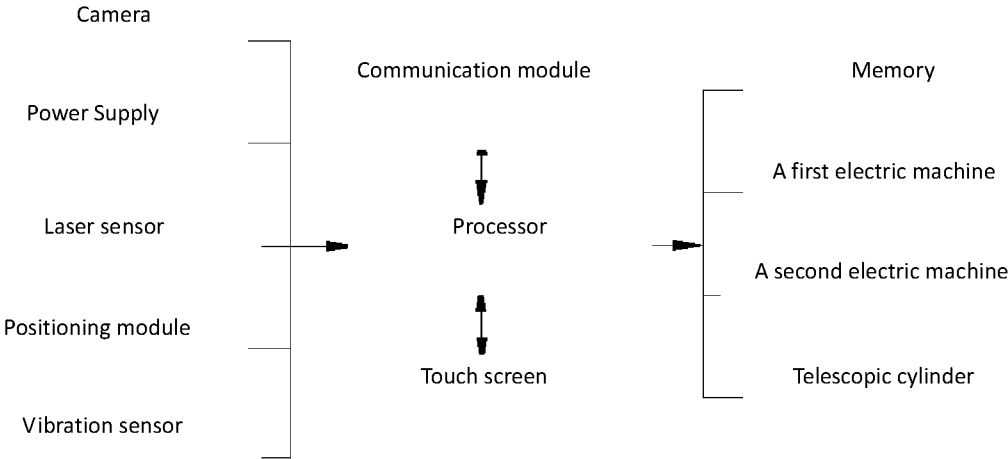 Camera
Power Supply
Laser sensor
Positioning module
Vibration sensor
Communication module
Processor
Touch screen
Memory
A first electric machine
A second electric machine
Telescopic cylinder